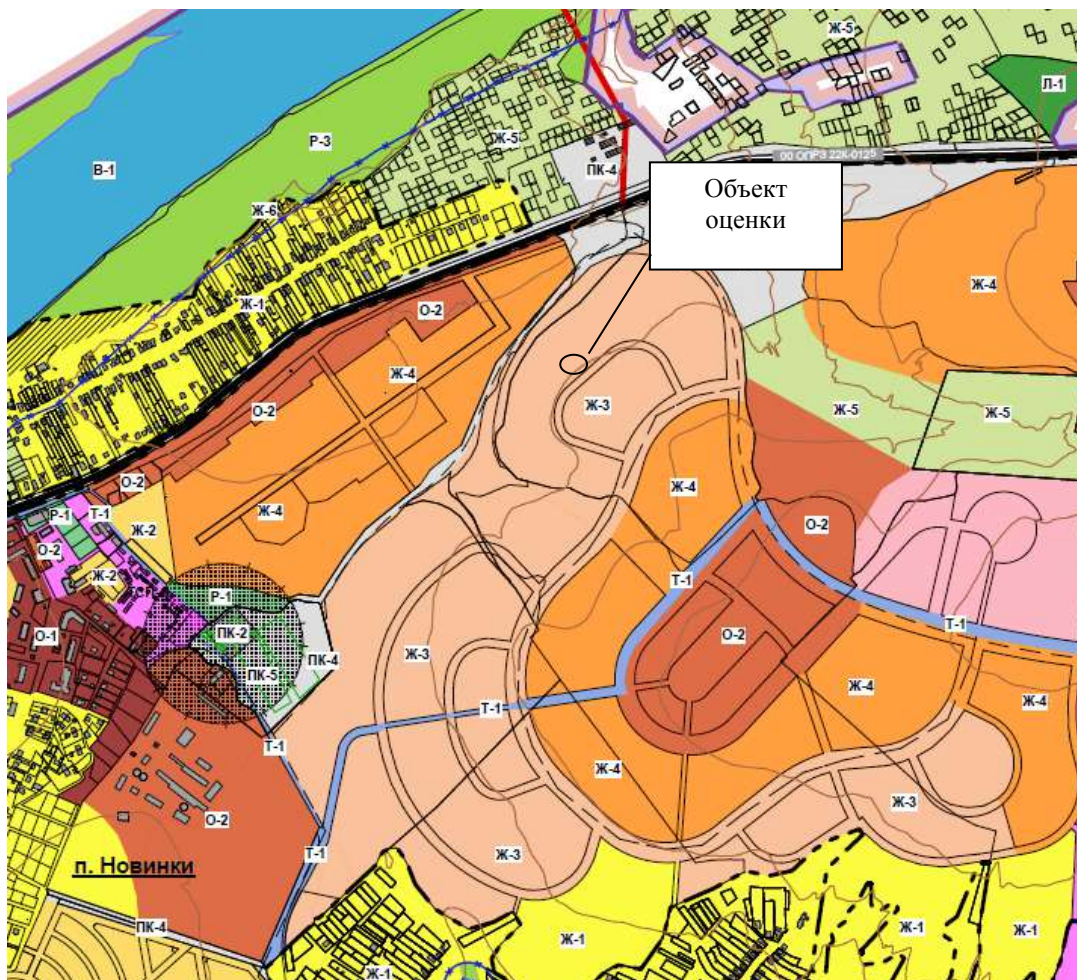 Ж-5
Л-1
Р-3
Ж-5
В-1
ПК-4
00 ОПРЗ 22К-0125
Объект
оценки
Ж-6
Ж-1
О-2
Ж-4
Ж-4
О-2
Ж-3
Ж-5
Ж-5
О-2
Р-1
Т-1
Ж-4
Ж-4
О-2
Ж-2
О-2
Ж-2
Т-1
Р-1
О-1
ПК-2
ПК-4
О-2
Т-1
Ж-3
ПК-5
Ж-4
Ж-4
Т-1
Т-1
Ж-4
Ж-3
О-2
Т-1
Ж-3
п. Новинки
ПК-4
Ж-1
Ж-1
Ж-1
Ж-1